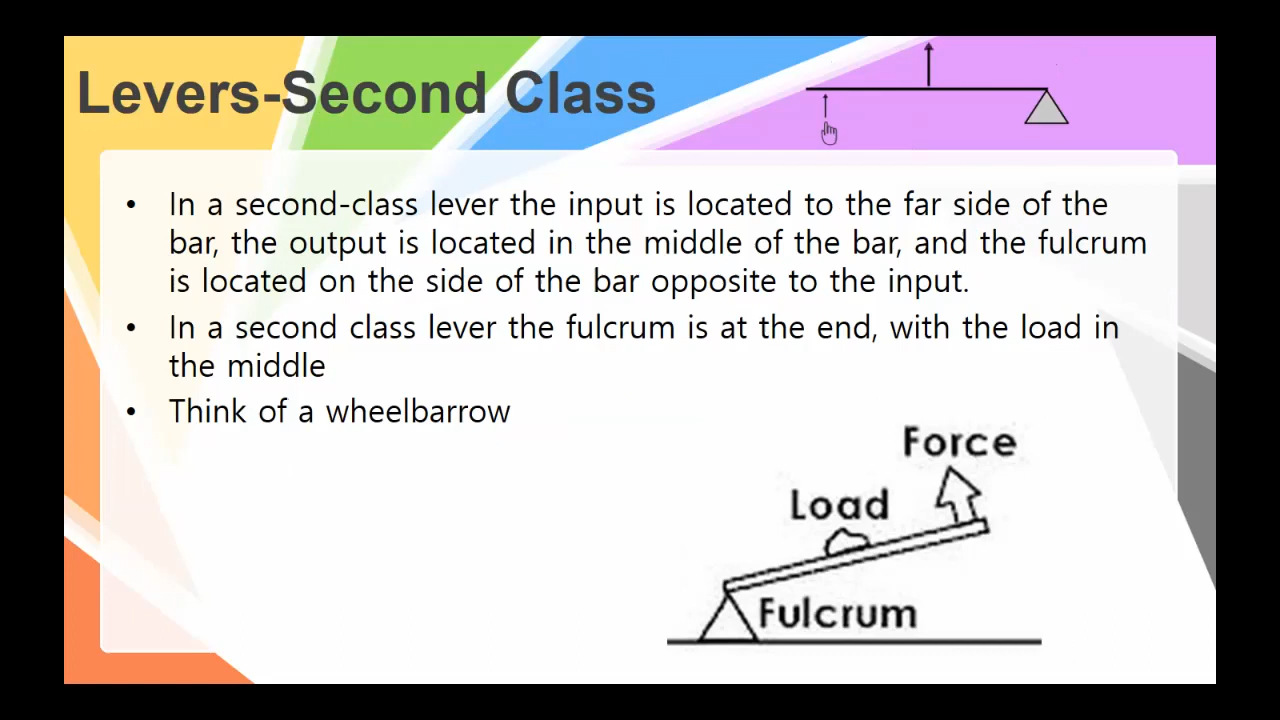 Levers-Second Class
• In a second-class lever the input is located to the far side of the
bar, the output is located in the middle of the bar, and the fulcrum
is located on the side of the bar opposite to the input.
• In a second class lever the fulcrum is at the end, with the load in
the middle
• Think of a wheelbarrow
Force
Load
Fulcrum